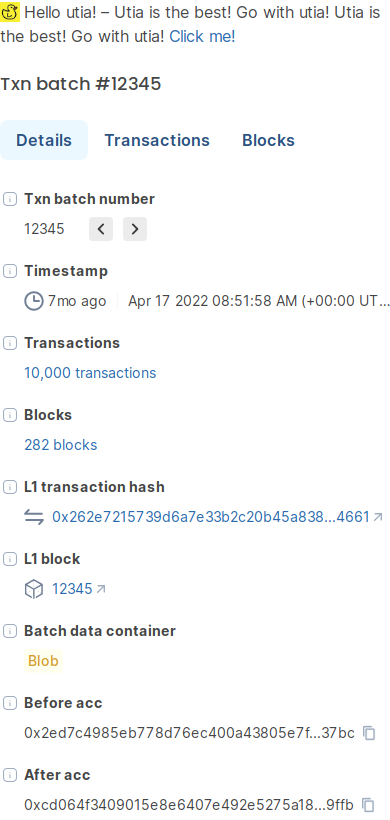 Hello utia! – Utia is the best! Go with utia! Utia is
the best! Go with utia! Click me!
Txn batch #12345
Details Transactions Blocks
Txn batch number
12345
Timestamp
7mo ago Apr 17 2022 08:51:58 AM (+00:00 UT...
Transactions
10,000 transactions
Blocks
282 blocks
L1 transaction hash
0x262e7215739d6a7e33b2c20b45a838...4661
L1 block
12345
Batch data container
Blob
Before acc
0x2ed7c4985eb778d76ec400a43805e7f...37bc
After acc
0xcd064f3409015e8e6407e492e5275a18...9ffb